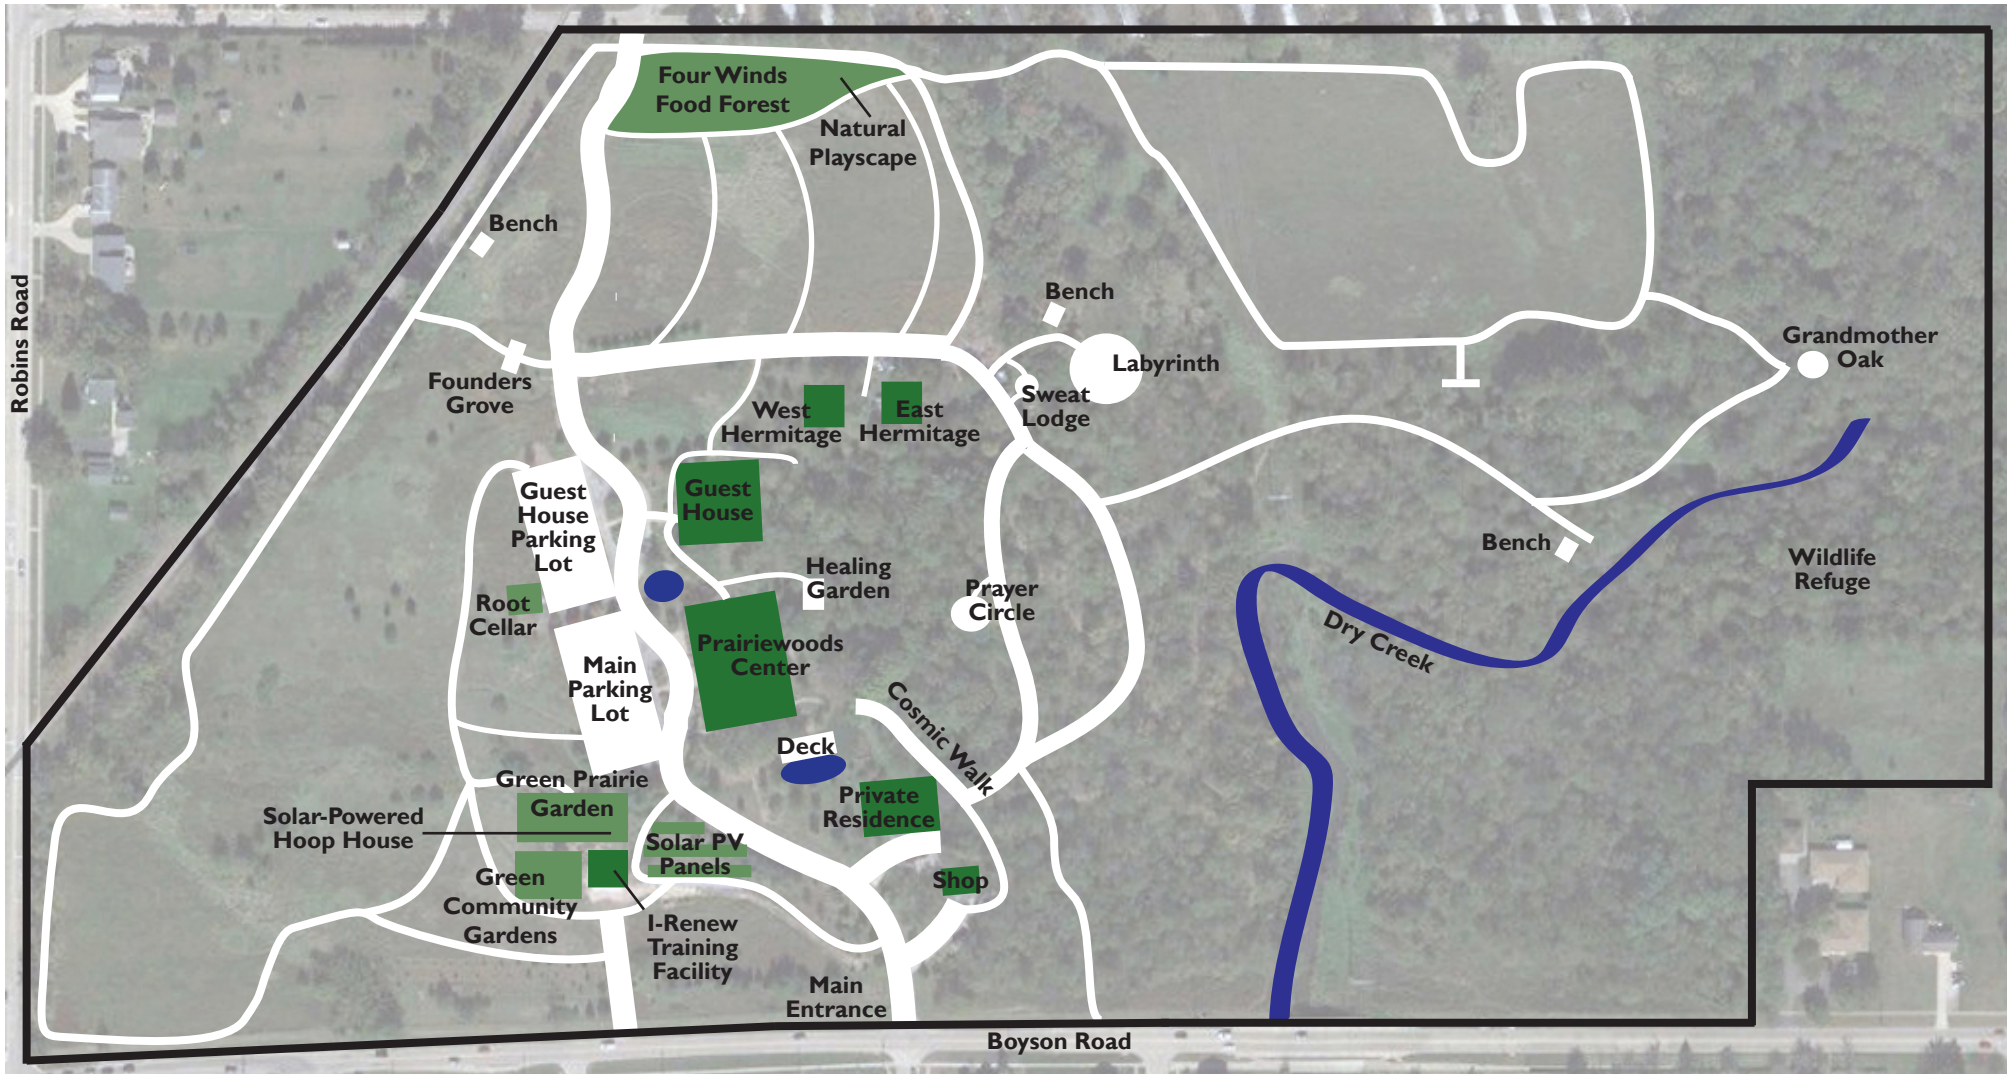 Four Winds
Food Forest
Natural
Playscape
Bench
Robins Road
Founders
Grove
Bench
Labyrinth
Sweat
Lodge
Grandmother
Oak
West
Hermitage
East
Hermitage
Guest
House
Parking
Lot
Guest
House
Bench
Wildlife
Refuge
Healing
Garden
Prayer
Circle
Root
Cellar
Dry Creek
Prairiewoods
Center
Main
Parking
Lot
Cosmic Walk
Deck
Green Prairie
Garden
Solar-Powered
Hoop House
Private
Residence
Solar PV
Panels
Green
Community
Gardens
Shop
I-Renew
Training
Facility
Main
Entrance
Boyson Road